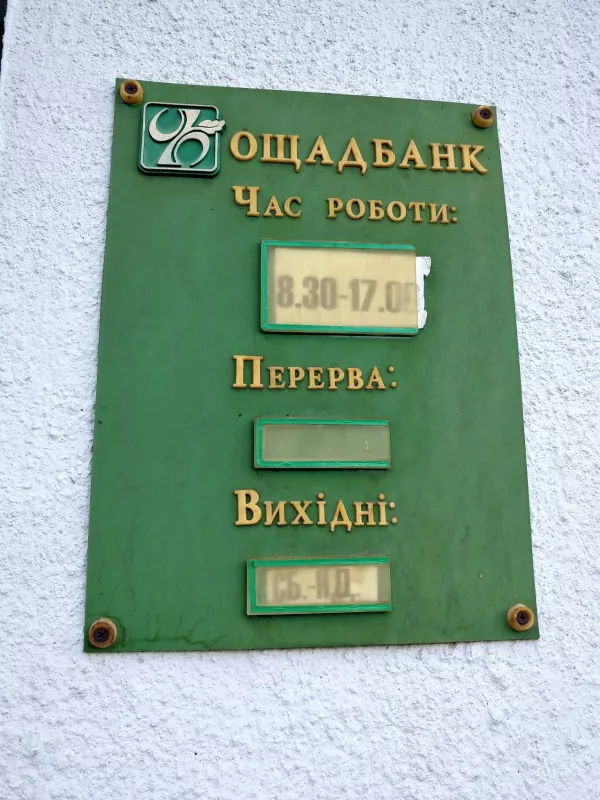 ОЩАДБАНК
ЧАС РОБОТИ:
8.30-17.00
ПЕРЕРВА:
ВИХІДНІ:
СБ.-НД.